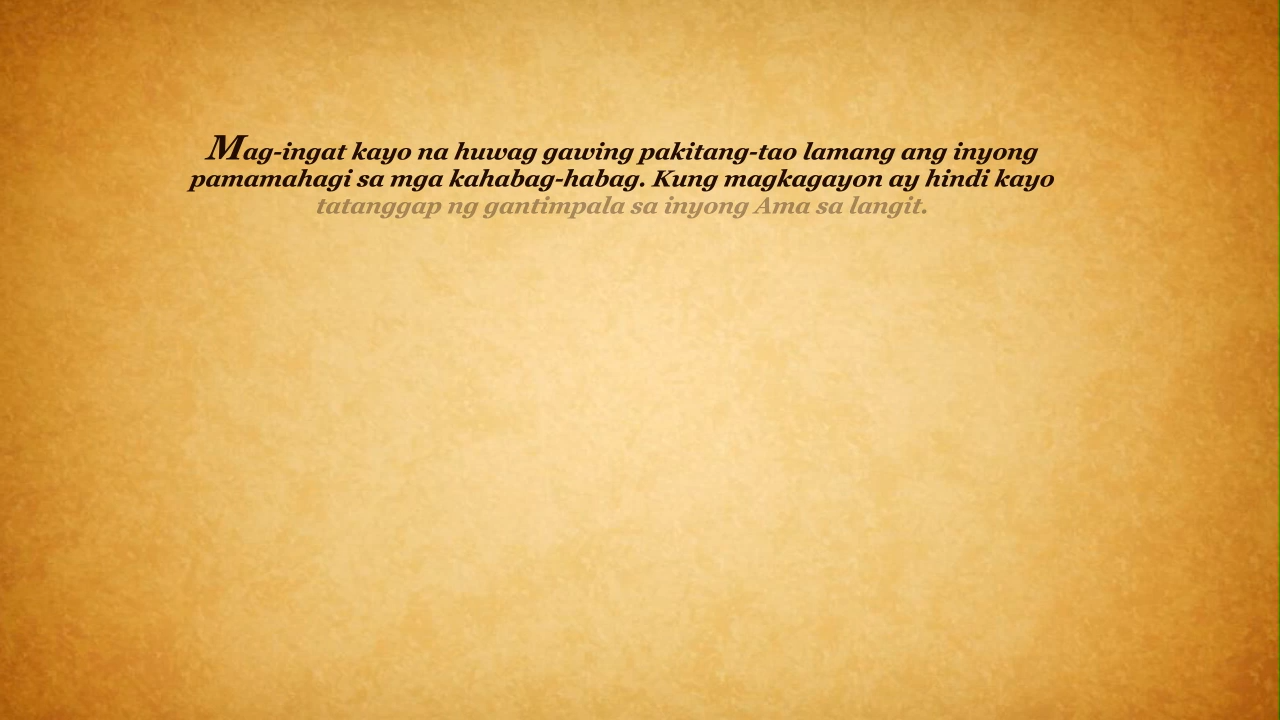 Mag-ingat kayo na huwag gawing pakitang-tao lamang ang inyong
pamamahagi sa mga kahabag-habag. Kung magkagayon ay hindi kayo
tatanggap ng gantimpala sa inyong Ama sa langit.